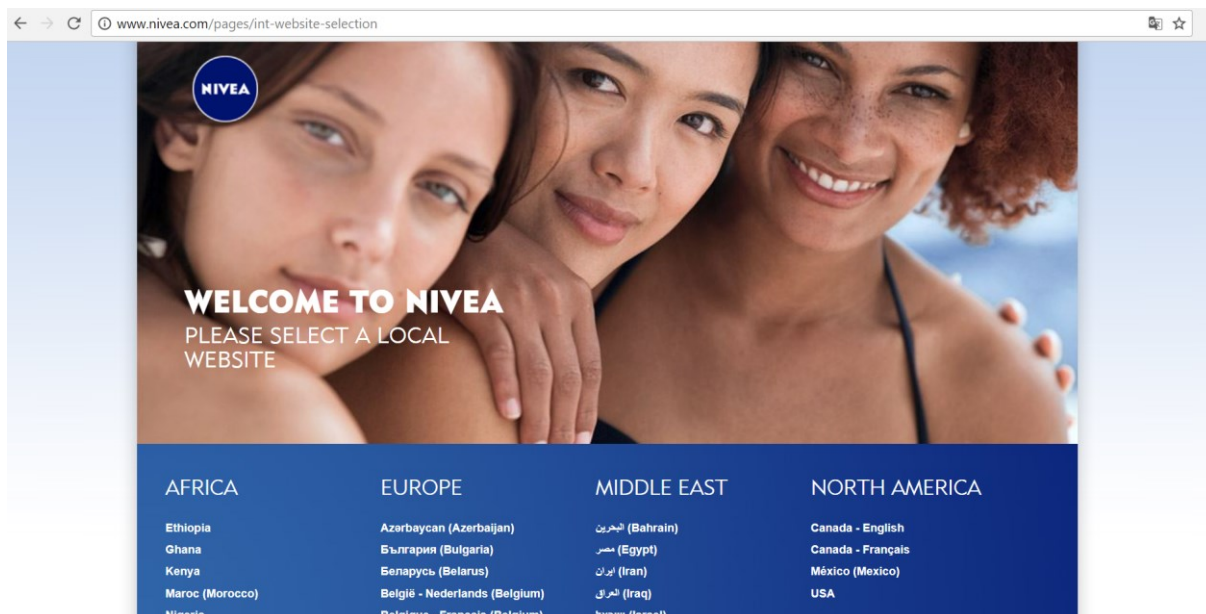 www.nivea.com/pages/int-website-selection
NIVEA
WELCOME TO NIVEA
PLEASE SELECT A LOCAL
WEBSITE
AFRICA
Ethiopia
Ghana
Kenya
Maroc (Morocco)
EUROPE
Azərbaycan (Azerbaijan)
България (Bulgaria)
Беларусь (Belarus)
België - Nederlands (Belgium)
MIDDLE EAST
البحرين (Bahrain)
مصر (Egypt)
ايران (Iran)
العراق (Iraq)
NORTH AMERICA
Canada - English
Canada - Français
México (Mexico)
USA